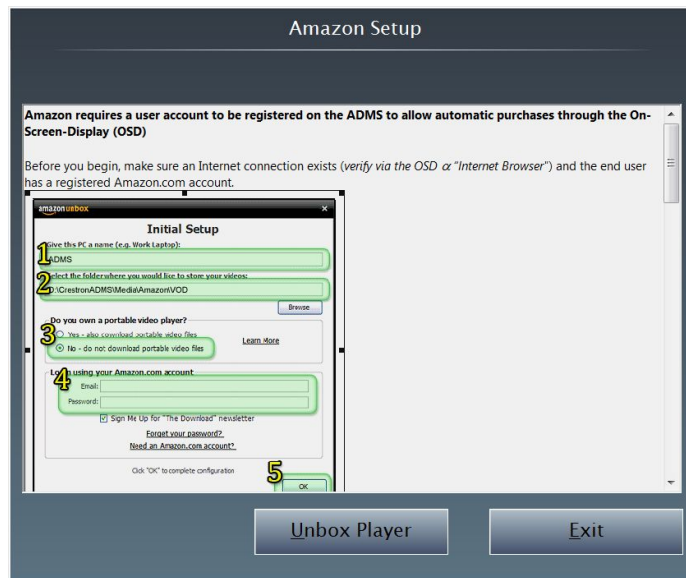 Amazon Setup
Amazon requires a user account to be registered on the ADMS to allow automatic purchases through the On-
Screen-Display (OSD)
Before you begin, make sure an Internet connection exists (verify via the OSD α "Internet Browser") and the end user
has a registered Amazon.com account.
amazonunbox
Initial Setup
Give this PC a name (e.g. Work Laptop):
1
ADMS
Select the folder where you would like to store your videos:
2
D:\CrestronADMS\Media\Amazon\VOD
Browse
Do you own a portable video player?
3
Yes - also download portable video files
Learn More
No - do not download portable video files
Login using your Amazon.com account
4
Email:
Password:
Sign Me Up for "The Download" newsletter
Forget your password?
Need an Amazon.com account?
Click "OK" to complete configuration
5
OK
Unbox Player
Exit